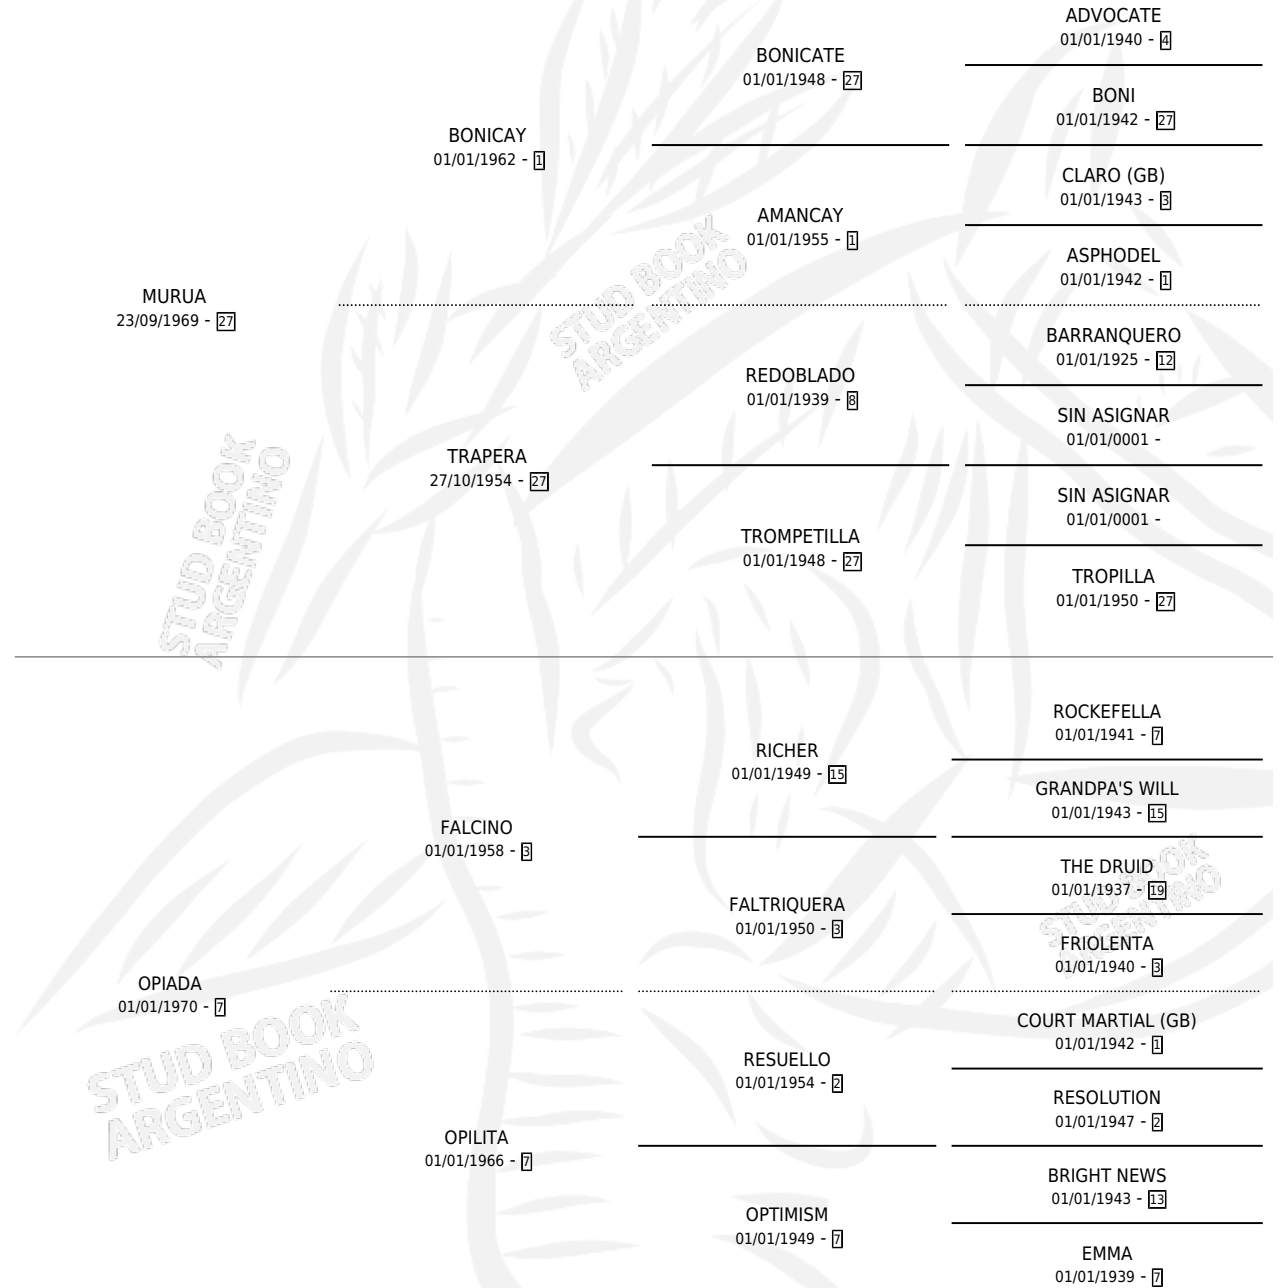 ADVOCATE
01/01/1940 - 4
BONICATE
01/01/1948 - 27
BONI
01/01/1942 - 27
BONICAY
01/01/1962 - 1
CLARO (GB)
01/01/1943 - 3
AMANCAY
01/01/1955 - 1
ASPHODEL
01/01/1942 - 1
MURUA
23/09/1969 - 27
BARRANQUERO
01/01/1925 - 12
REDOBLADO
01/01/1939 - 8
SIN ASIGNAR
01/01/0001 -
TRAPERA
27/10/1954 - 27
SIN ASIGNAR
01/01/0001 -
TROMPETILLA
01/01/1948 - 27
TROPILLA
01/01/1950 - 27
ROCKEFELLA
01/01/1941 - 7
RICHER
01/01/1949 - 15
GRANDPA'S WILL
01/01/1943 - 15
FALCINO
01/01/1958 - 3
THE DRUID
01/01/1937 - 19
FALTRIQUERA
01/01/1950 - 3
FRIOLENTA
01/01/1940 - 3
OPIADA
01/01/1970 - 7
COURT MARTIAL (GB)
01/01/1942 - 1
RESUELLO
01/01/1954 - 2
RESOLUTION
01/01/1947 - 2
OPILITA
01/01/1966 - 7
BRIGHT NEWS
01/01/1943 - 13
OPTIMISM
01/01/1949 - 7
EMMA
01/01/1939 - 7
STUD BOOK
ARGENTINO
STUD BOOK
ARGENTINO
STUD BOOK
ARGENTINO
STUD BOOK
ARGENTINO